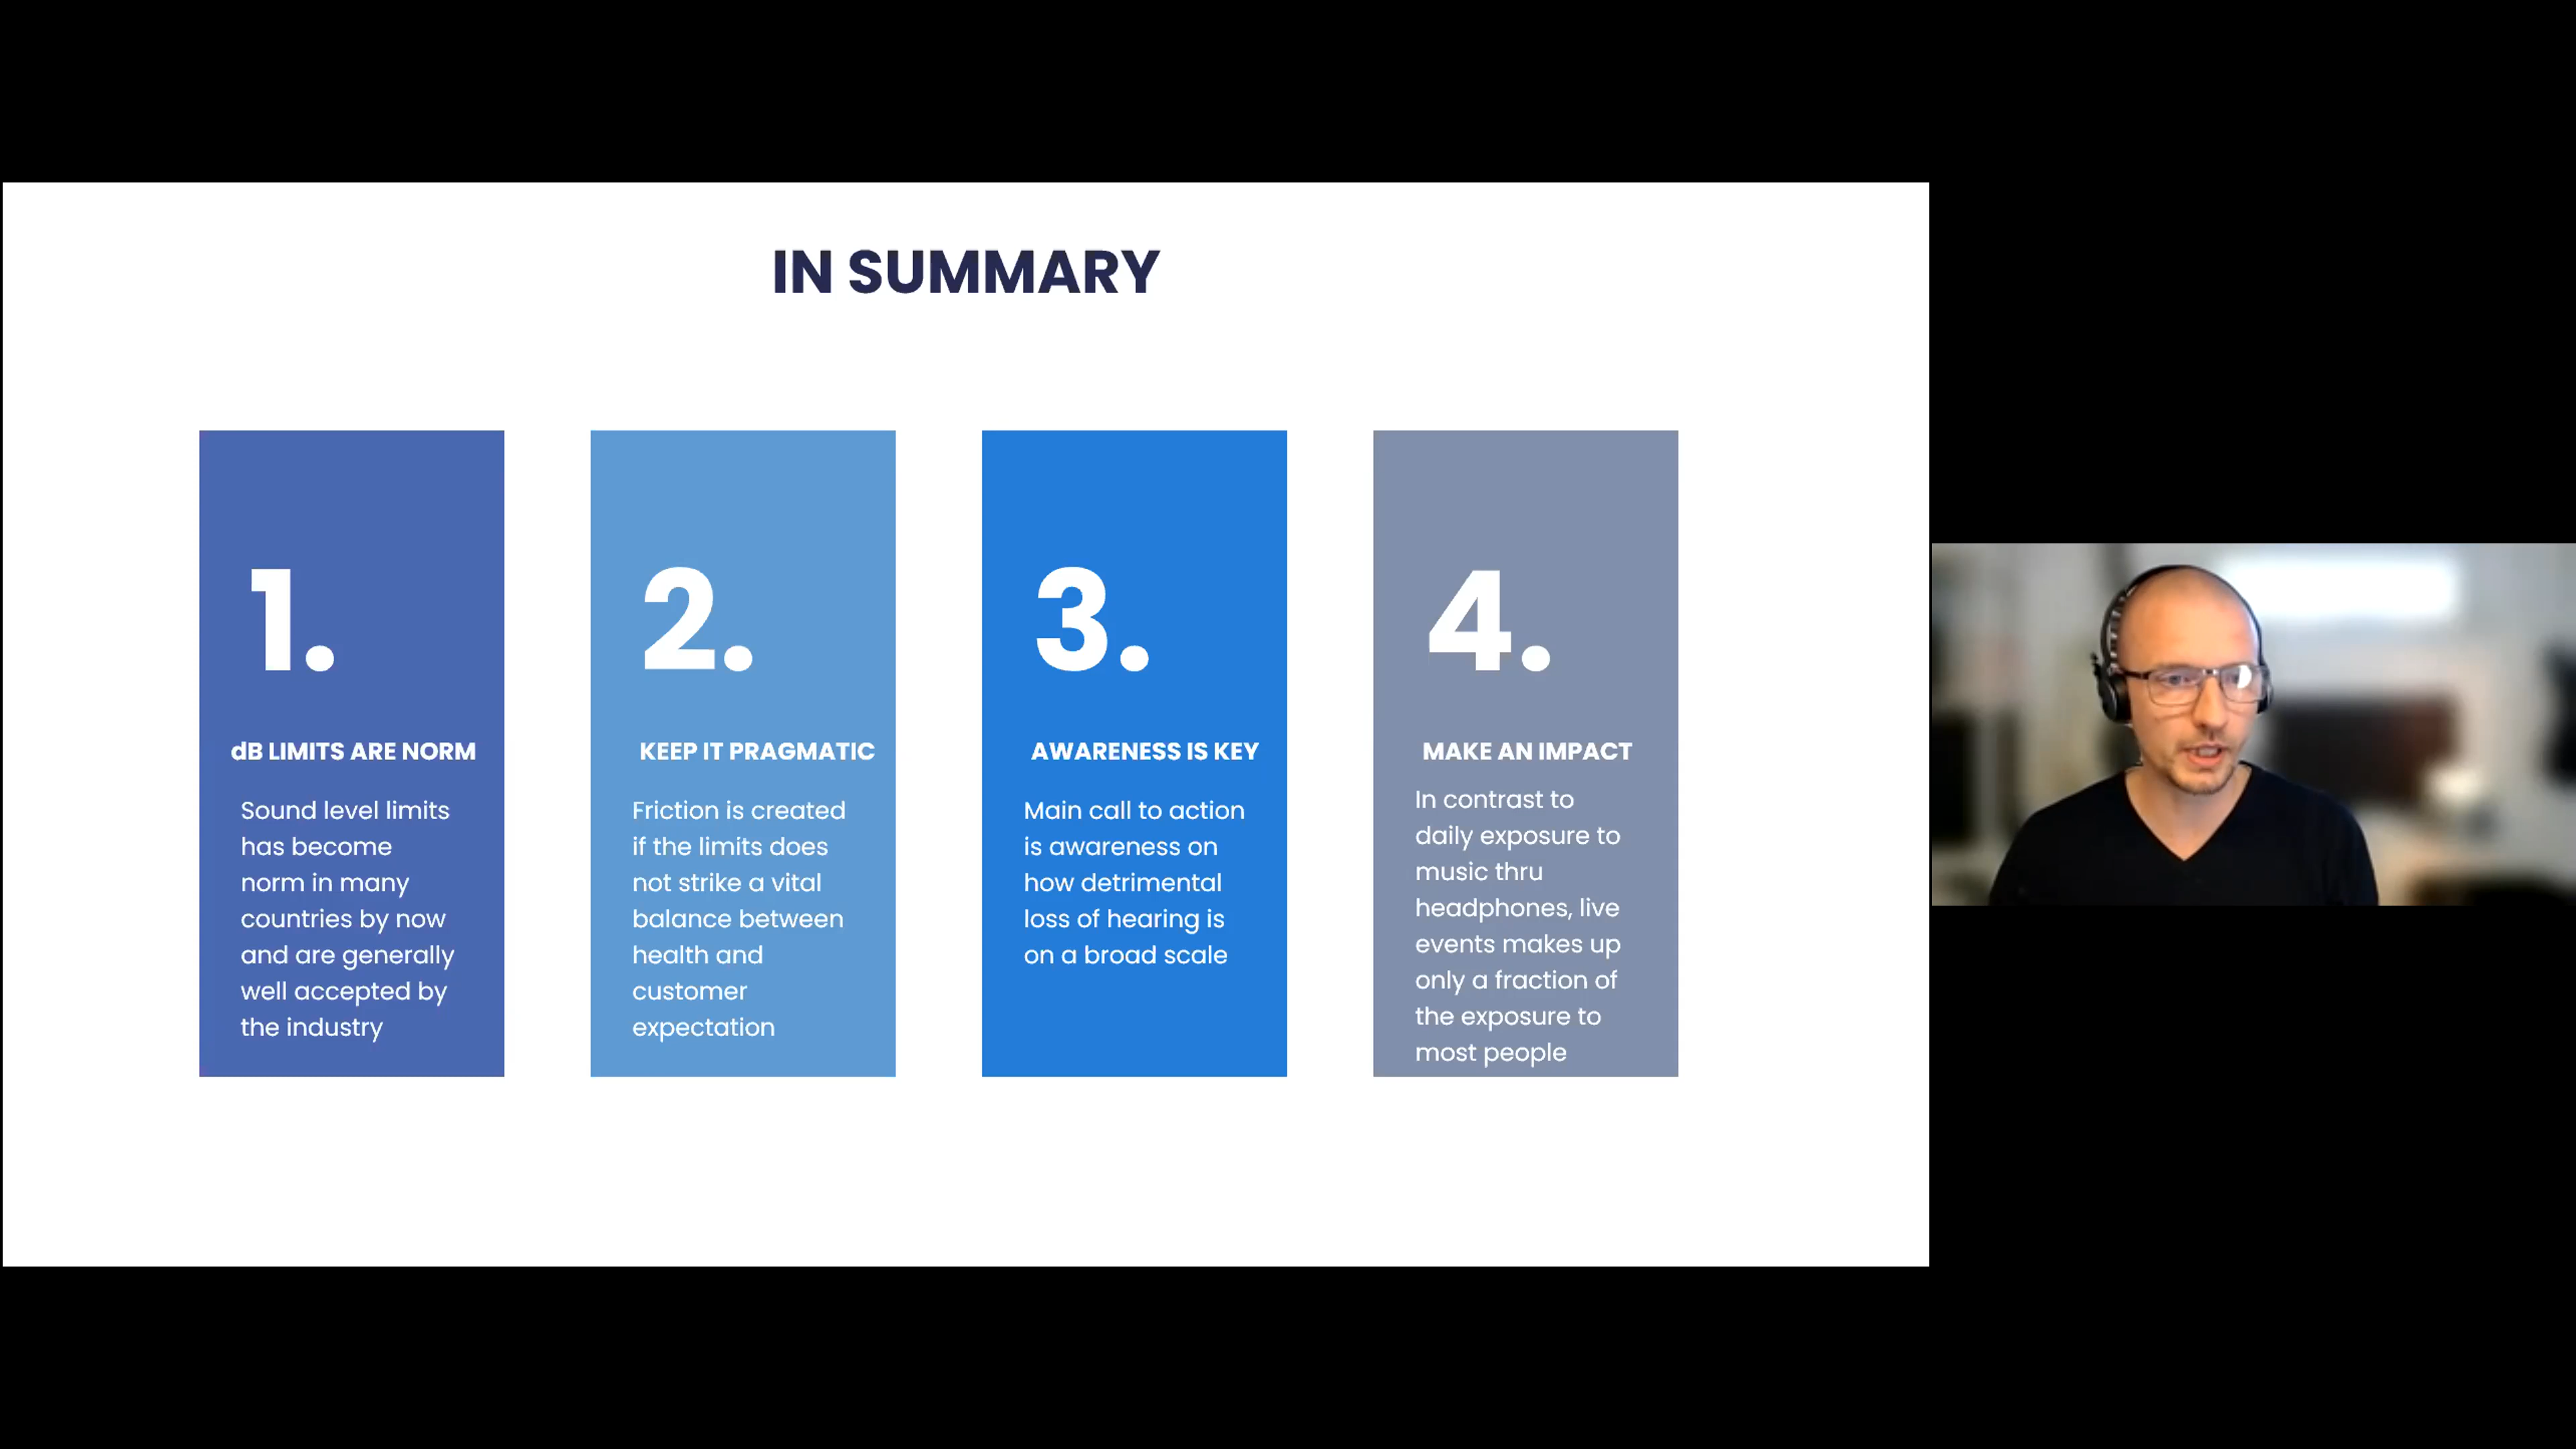 IN SUMMARY
1.
dB LIMITS ARE NORM
Sound level limits
has become
norm in many
countries by now
and are generally
well accepted by
the industry
2.
KEEP IT PRAGMATIC
Friction is created
if the limits does
not strike a vital
balance between
health and
customer
expectation
3.
AWARENESS IS KEY
Main call to action
is awareness on
how detrimental
loss of hearing is
on a broad scale
4.
MAKE AN IMPACT
In contrast to
daily exposure to
music thru
headphones, live
events makes up
only a fraction of
the exposure to
most people